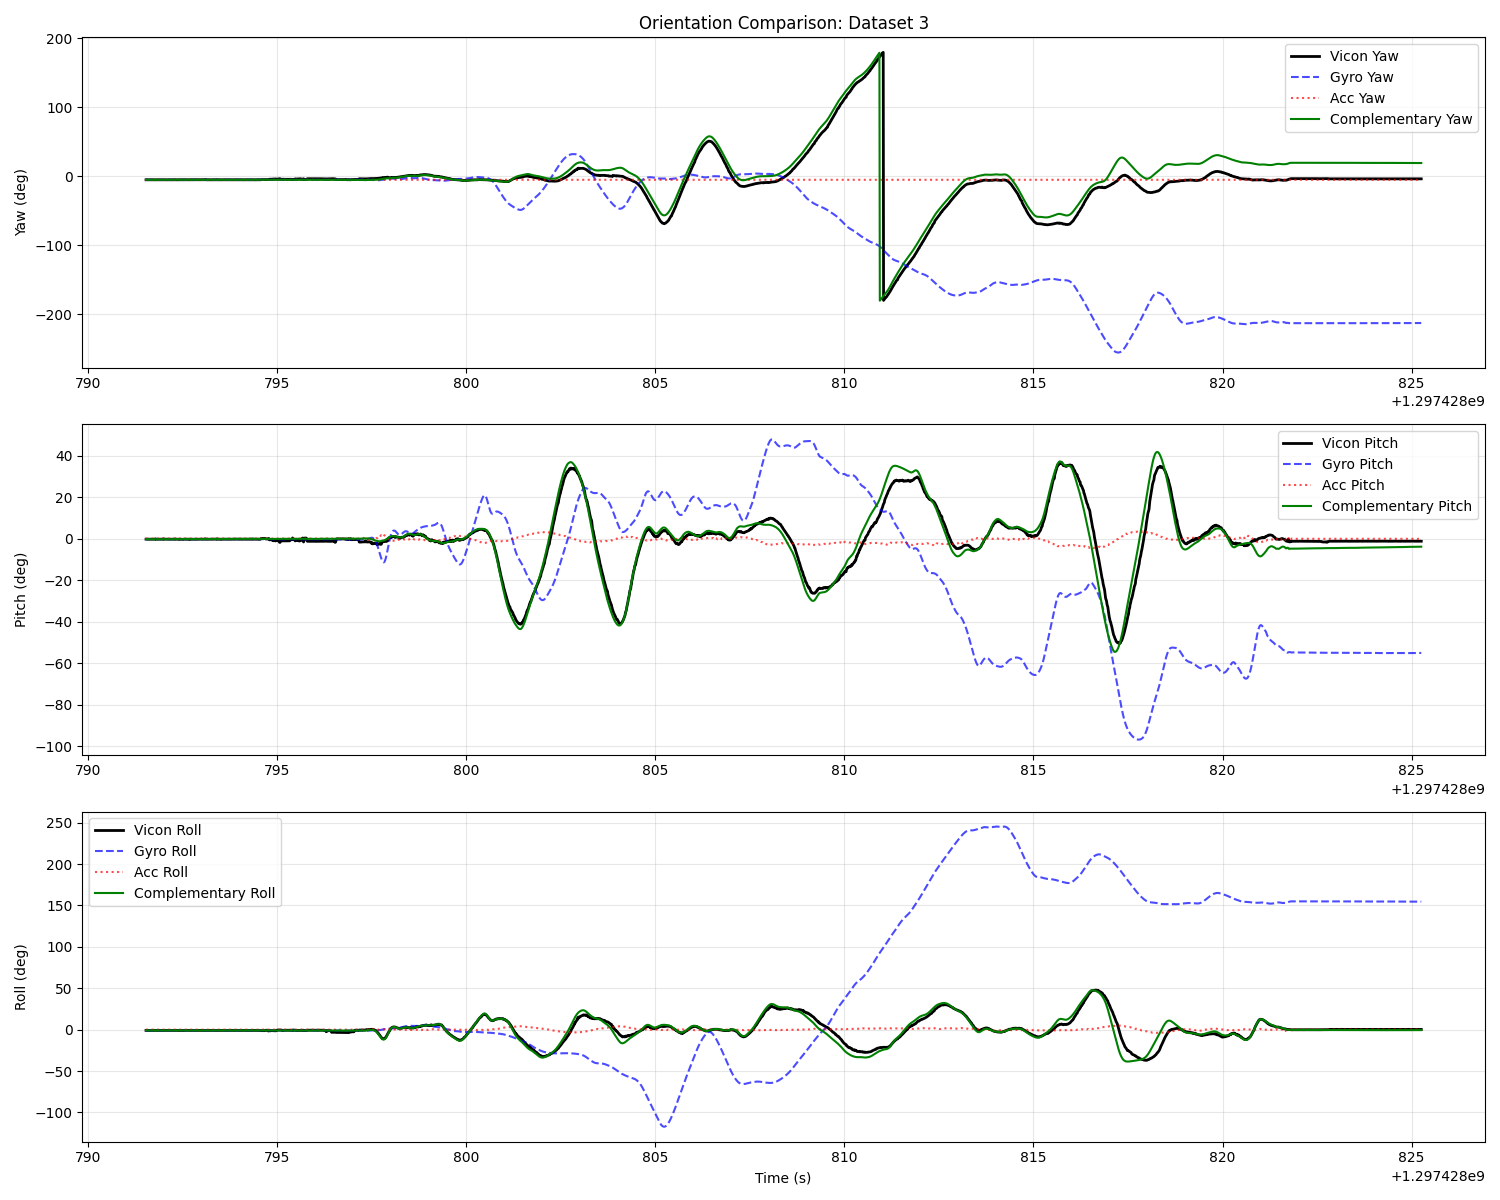 Orientation Comparison: Dataset 3
200
100
0
−100
−200
Yaw (deg)
Vicon Yaw
Gyro Yaw
Acc Yaw
Complementary Yaw
790 795 800 805 810 815 820 825
+1.297428e9
40
20
0
−20
−40
−60
−80
−100
Pitch (deg)
Vicon Pitch
Gyro Pitch
Acc Pitch
Complementary Pitch
790 795 800 805 810 815 820 825
+1.297428e9
250
200
150
100
50
0
−50
−100
Roll (deg)
Vicon Roll
Gyro Roll
Acc Roll
Complementary Roll
790 795 800 805 810 815 820 825
+1.297428e9
Time (s)